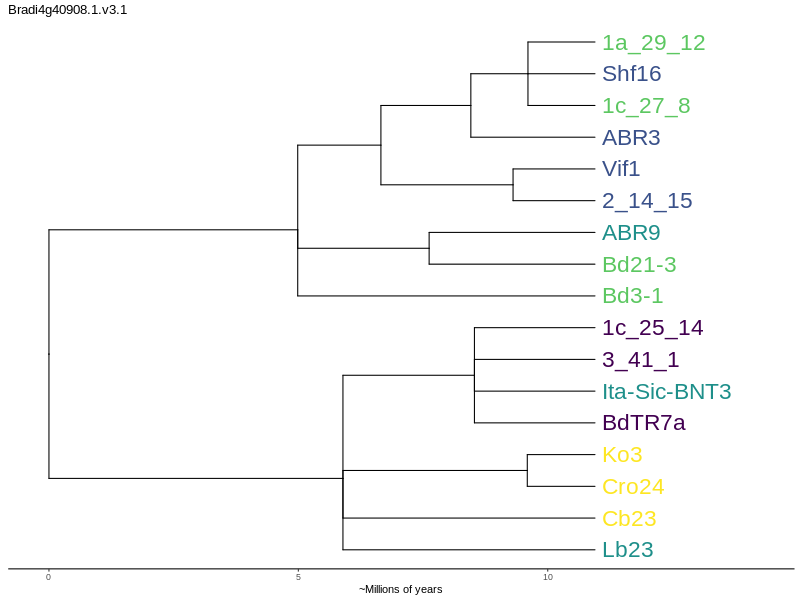 Bradi4g40908.1.v3.1
1a_29_12
Shf16
1c_27_8
ABR3
Vif1
2_14_15
ABR9
Bd21-3
Bd3-1
1c_25_14
3_41_1
Ita-Sic-BNT3
BdTR7a
Ko3
Cro24
Cb23
Lb23
0 5 10
~Millions of years